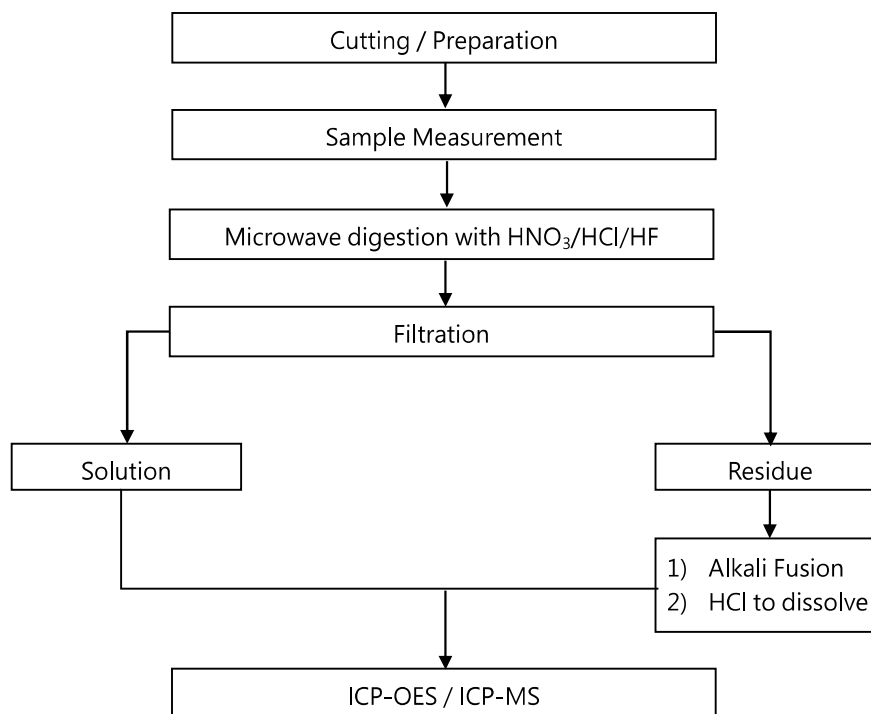 Cutting / Preparation
Sample Measurement
Microwave digestion with HNO₃/HCl/HF
Filtration
Solution
Residue
1) Alkali Fusion
2) HCl to dissolve
ICP-OES / ICP-MS